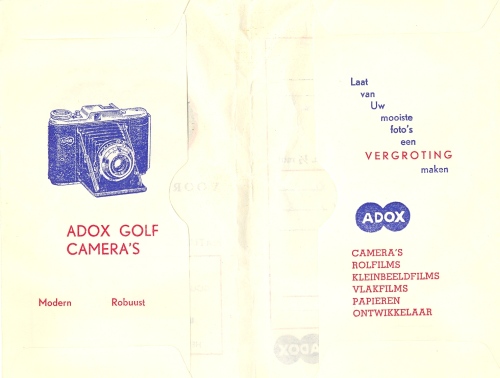 ADOX GOLF
CAMERA'S
Modern Robuust
Laat
van
Uw
mooiste
foto's
een
VERGROTING
maken
ADOX
CAMERA'S
ROLFILMS
KLEINBEELDFILMS
VLAKFILMS
PAPIEREN
ONTWIKKELAAR